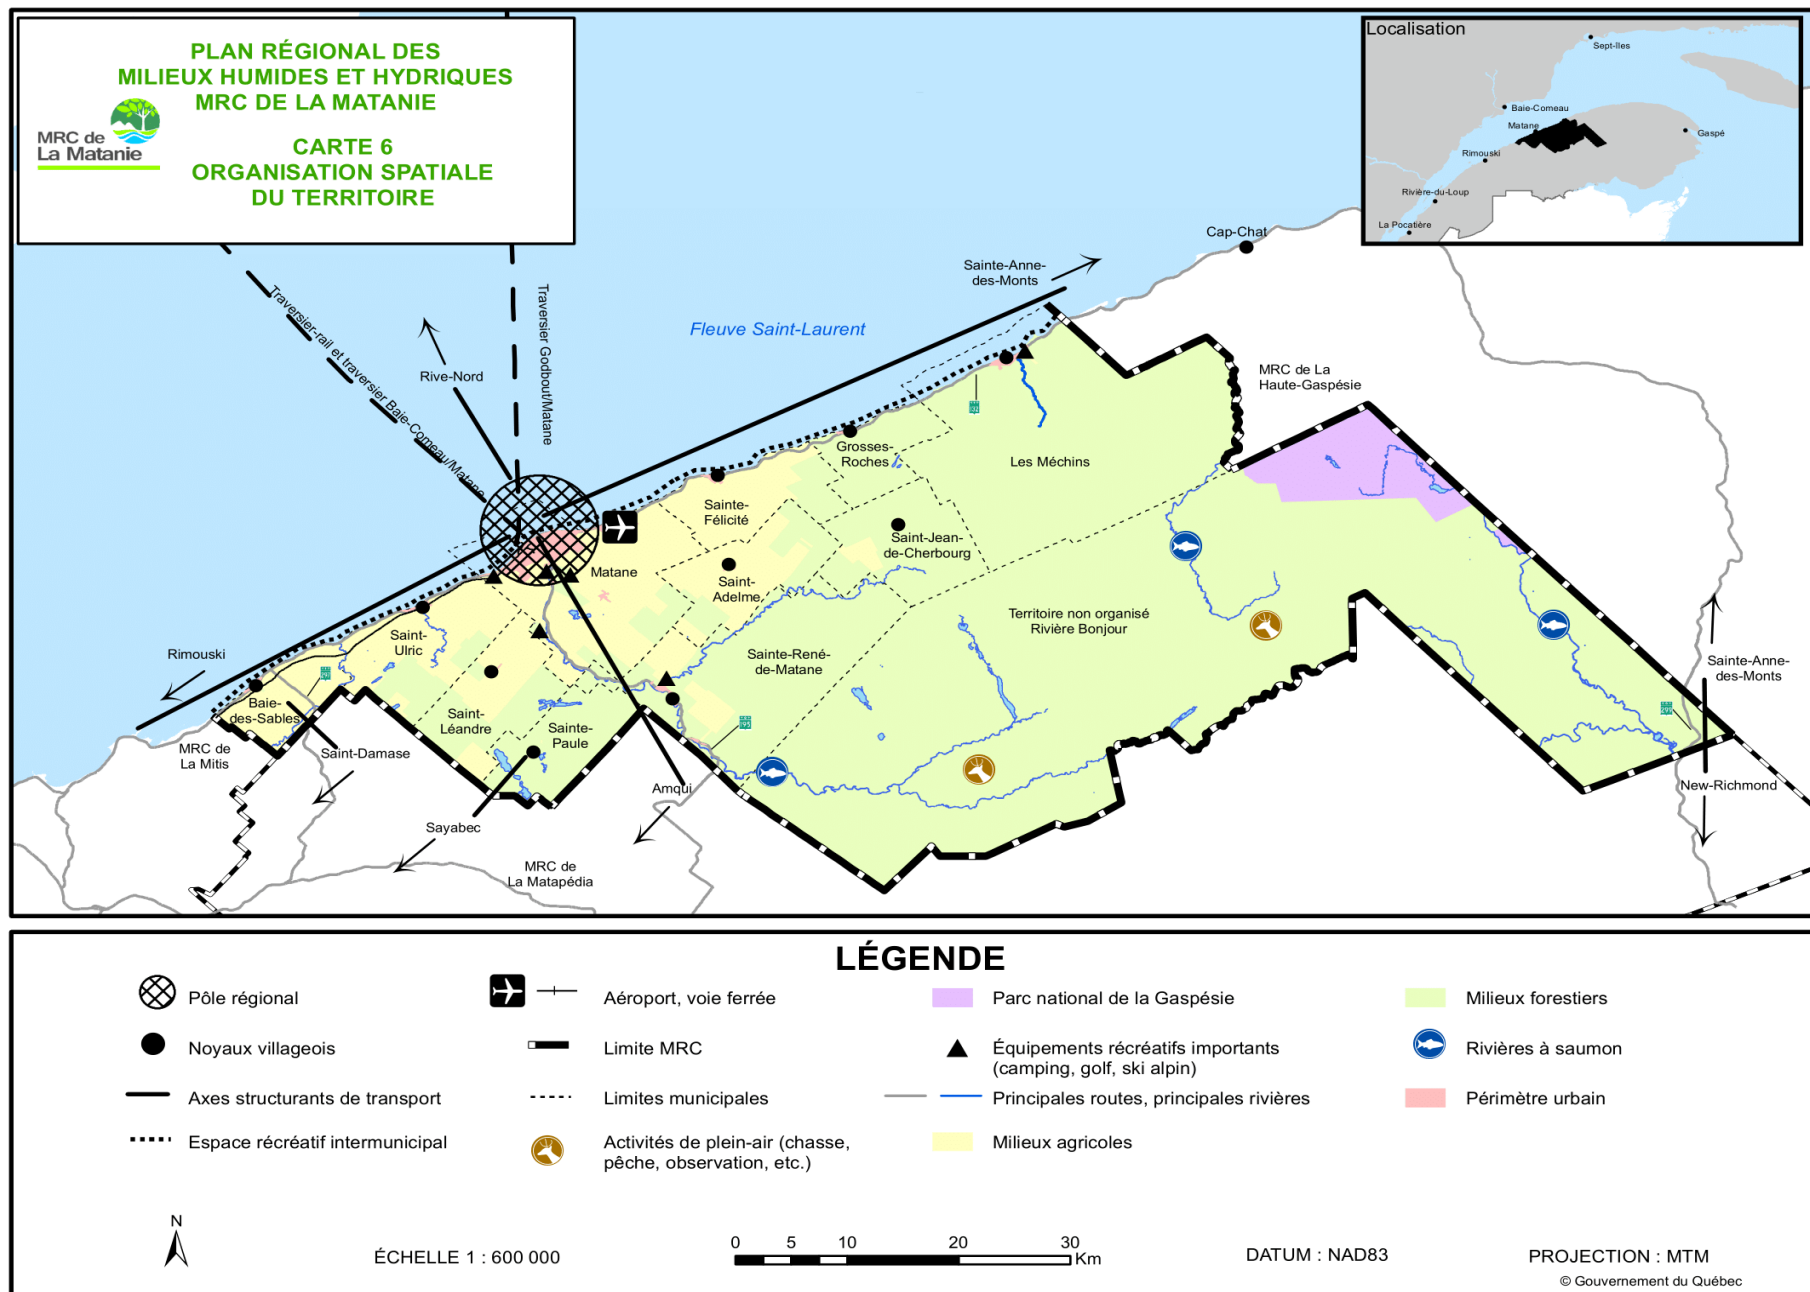 PLAN RÉGIONAL DES
MILIEUX HUMIDES ET HYDRIQUES
MRC DE LA MATANIE
MRC de
La Matanie
CARTE 6
ORGANISATION SPATIALE
DU TERRITOIRE
Localisation
Sept-Iles
Baie-Comeau
Matane
Gaspé
Rimouski
Rivière-du-Loup
La Pocatière
Cap-Chat
Sainte-Anne-
des-Monts
Traversier-rail et traversier Baie-Comeau/Matane
Traversier Godbout/Matane
Fleuve Saint-Laurent
Rive-Nord
MRC de La
Haute-Gaspésie
Grosses-
Roches
Les Méchins
Sainte-
Félicité
Saint-Jean-
de-Cherbourg
Matane
Saint-
Adelme
Territoire non organisé
Rivière Bonjour
Saint-
Ulric
Rimouski
Sainte-René-
de-Matane
Sainte-Anne-
des-Monts
Baie-
des-Sables
Saint-
Léandre
Sainte-
Paule
MRC de
La Mitis
Saint-Damase
Amqui
New-Richmond
Sayabec
MRC de
La Matapédia
195
LÉGENDE
Pôle régional
Aéroport, voie ferrée
Parc national de la Gaspésie
Milieux forestiers
Noyaux villageois
Limite MRC
Équipements récréatifs importants
(camping, golf, ski alpin)
Rivières à saumon
Axes structurants de transport
Limites municipales
Principales routes, principales rivières
Périmètre urbain
Espace récréatif intermunicipal
Activités de plein-air (chasse,
pêche, observation, etc.)
Milieux agricoles
N
ÉCHELLE 1 : 600 000
0 5 10 20 30
Km
DATUM : NAD83
PROJECTION : MTM
© Gouvernement du Québec